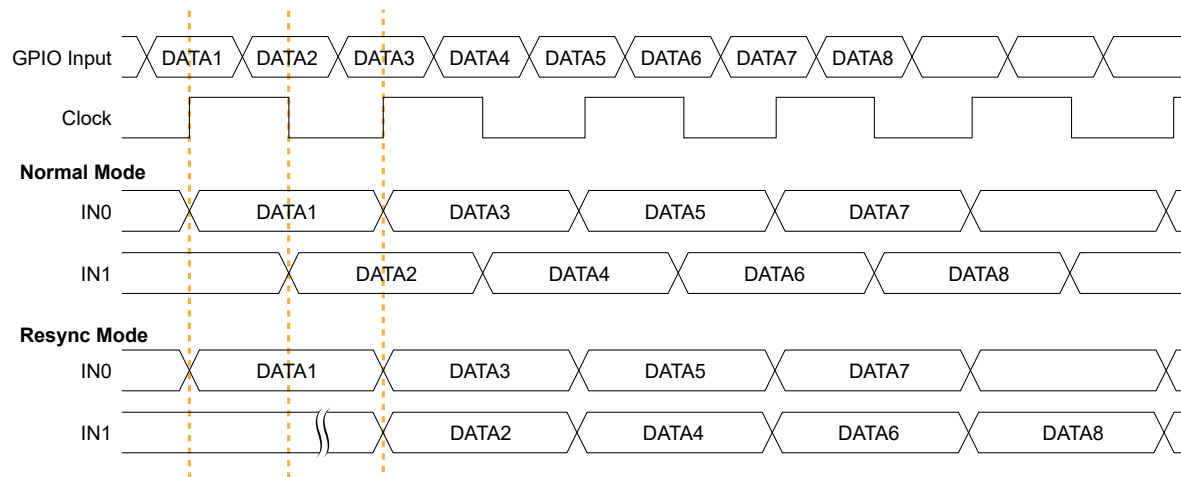 GPIO Input DATA1 DATA2 DATA3 DATA4 DATA5 DATA6 DATA7 DATA8
Clock
Normal Mode
IN0 DATA1 DATA3 DATA5 DATA7
IN1 DATA2 DATA4 DATA6 DATA8
Resync Mode
IN0 DATA1 DATA3 DATA5 DATA7
IN1 DATA2 DATA4 DATA6 DATA8